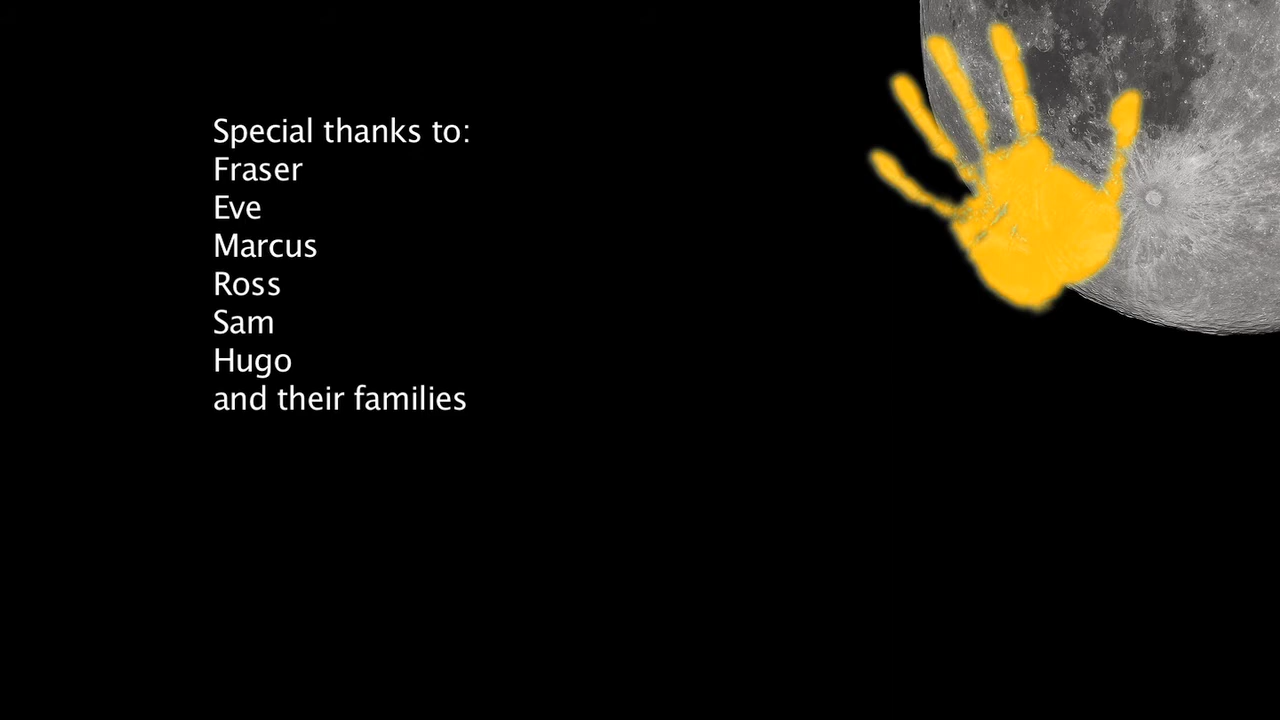 Special thanks to:
Fraser
Eve
Marcus
Ross
Sam
Hugo
and their families